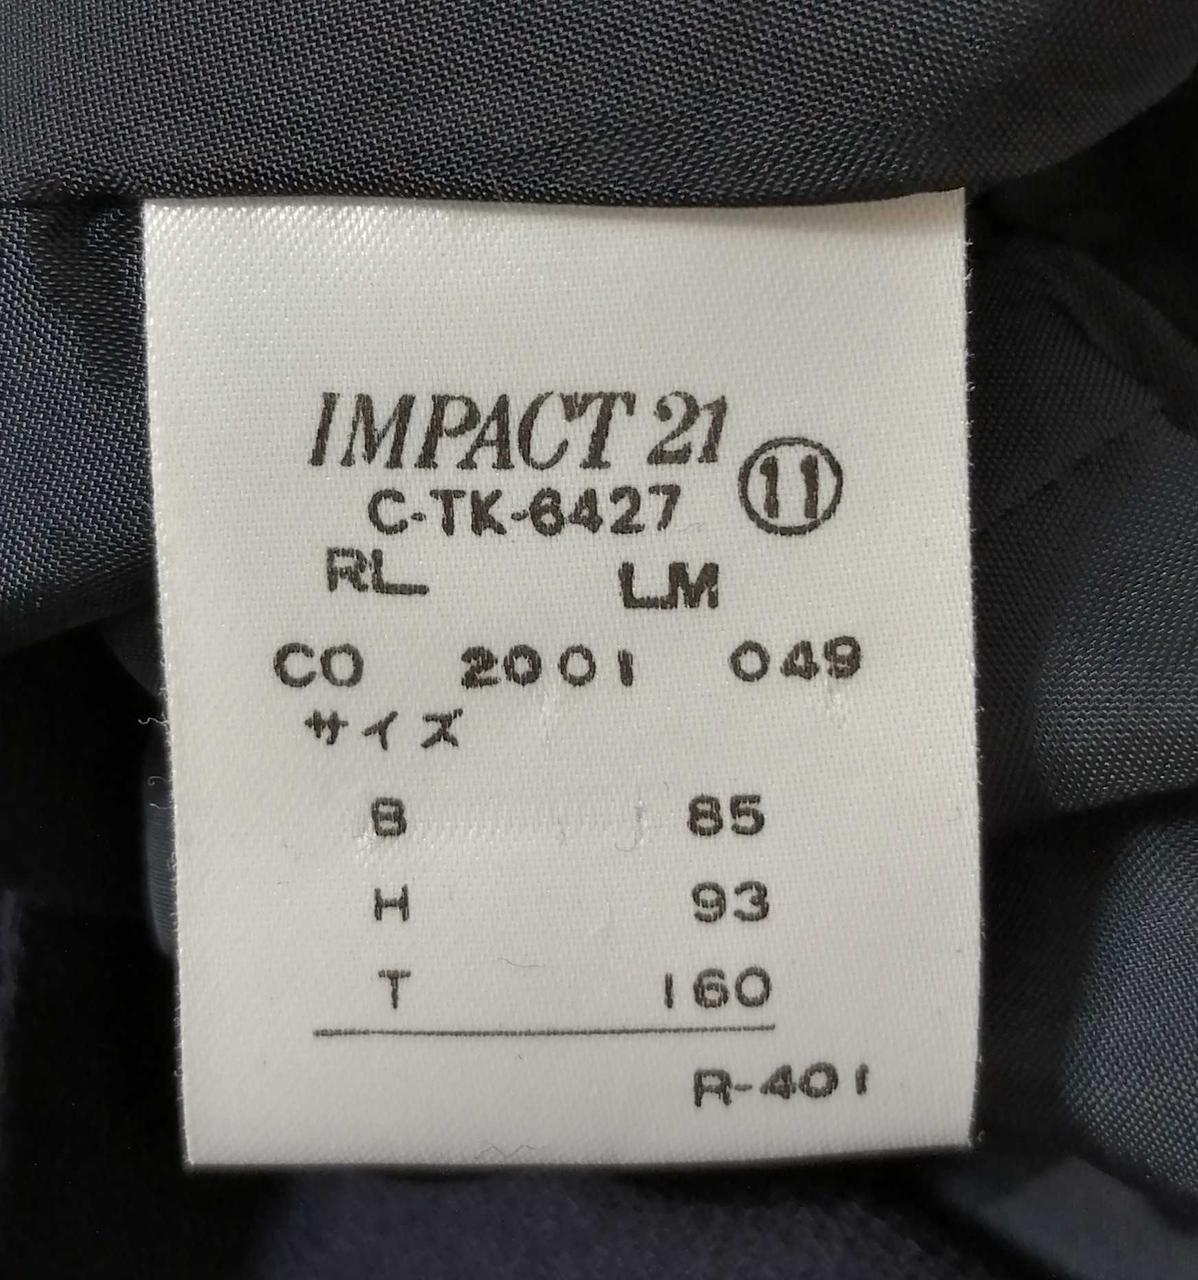 IMPACT 21
C-TK-6427 ⑪
RL LM
CO 2001 049
サイズ
B 85
H 93
T 160
R-401